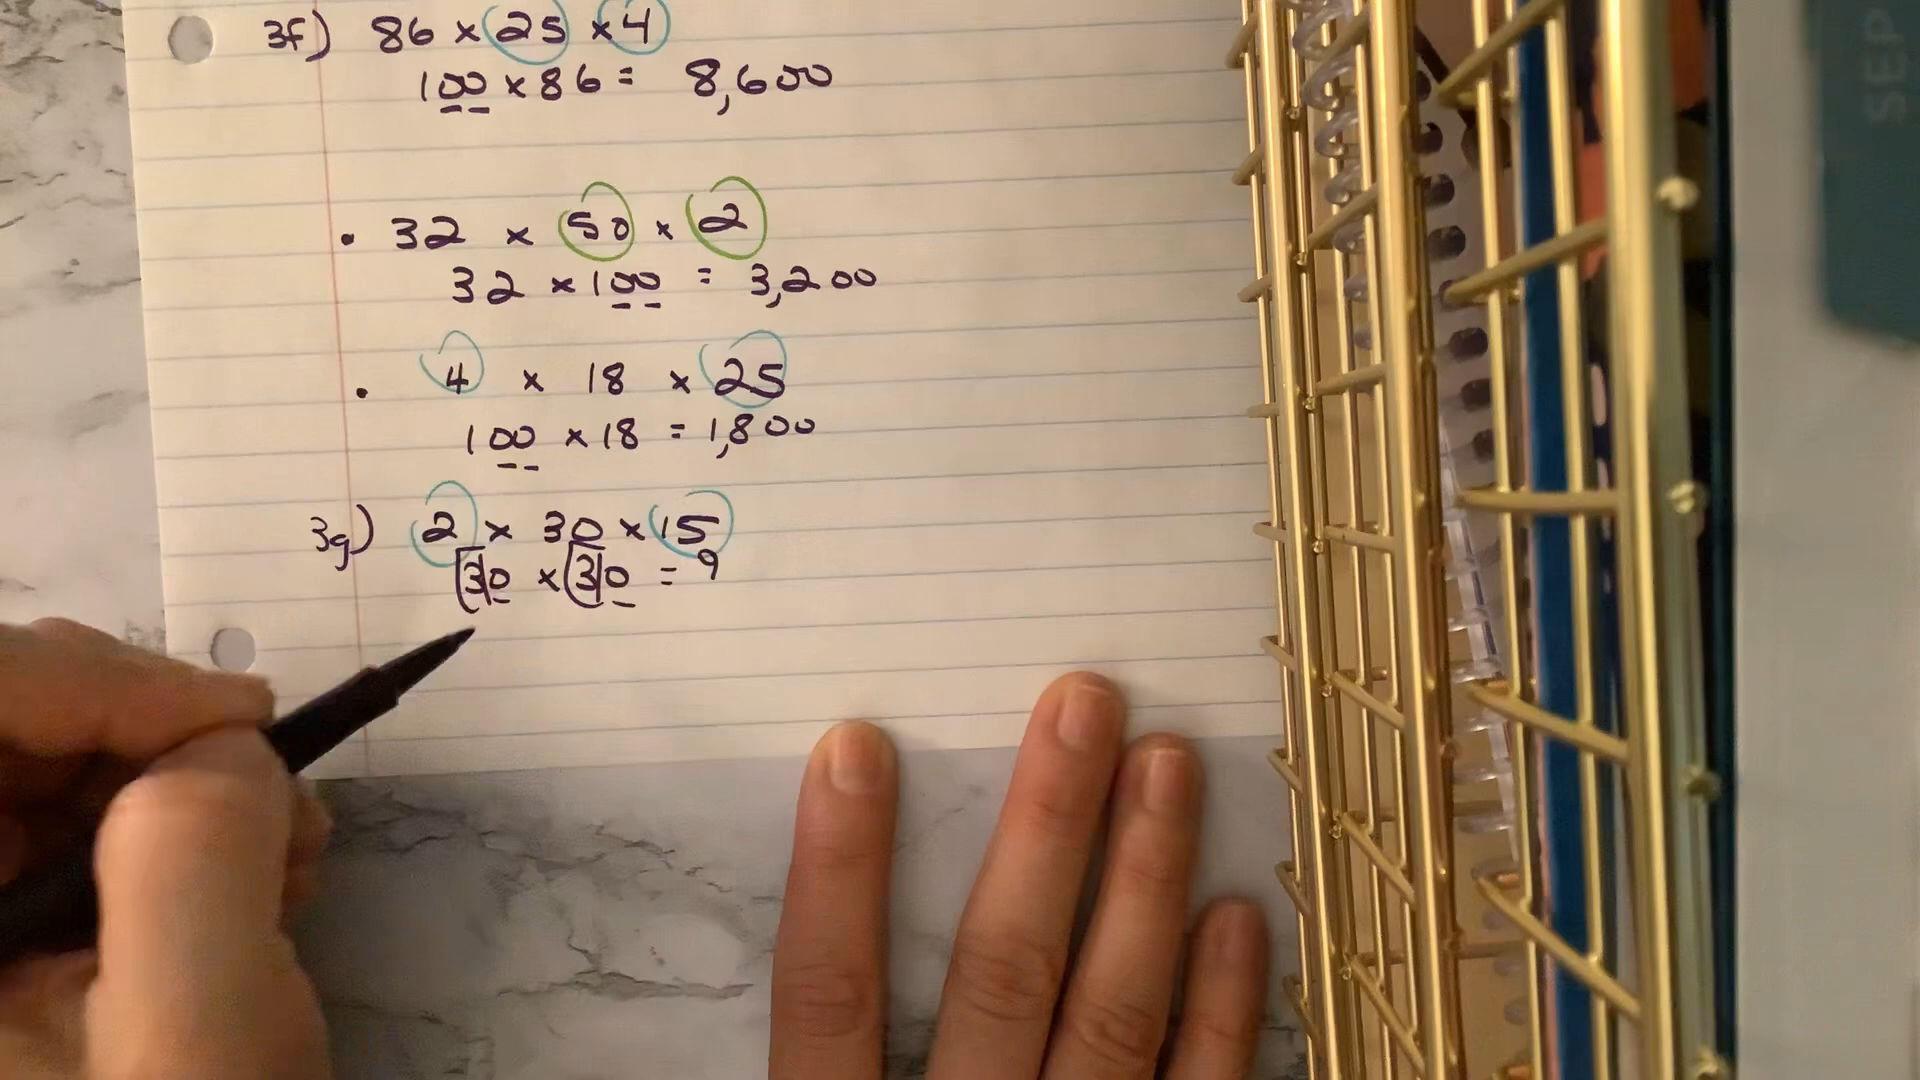 3f) 86 × 25 × 4
100 × 86 = 8,600
• 32 × 50 × 2
32 × 100 = 3,200
• 4 × 18 × 25
100 × 18 = 1,800
3g) 2 × 30 × 15
30 × 30 = 9
SEP